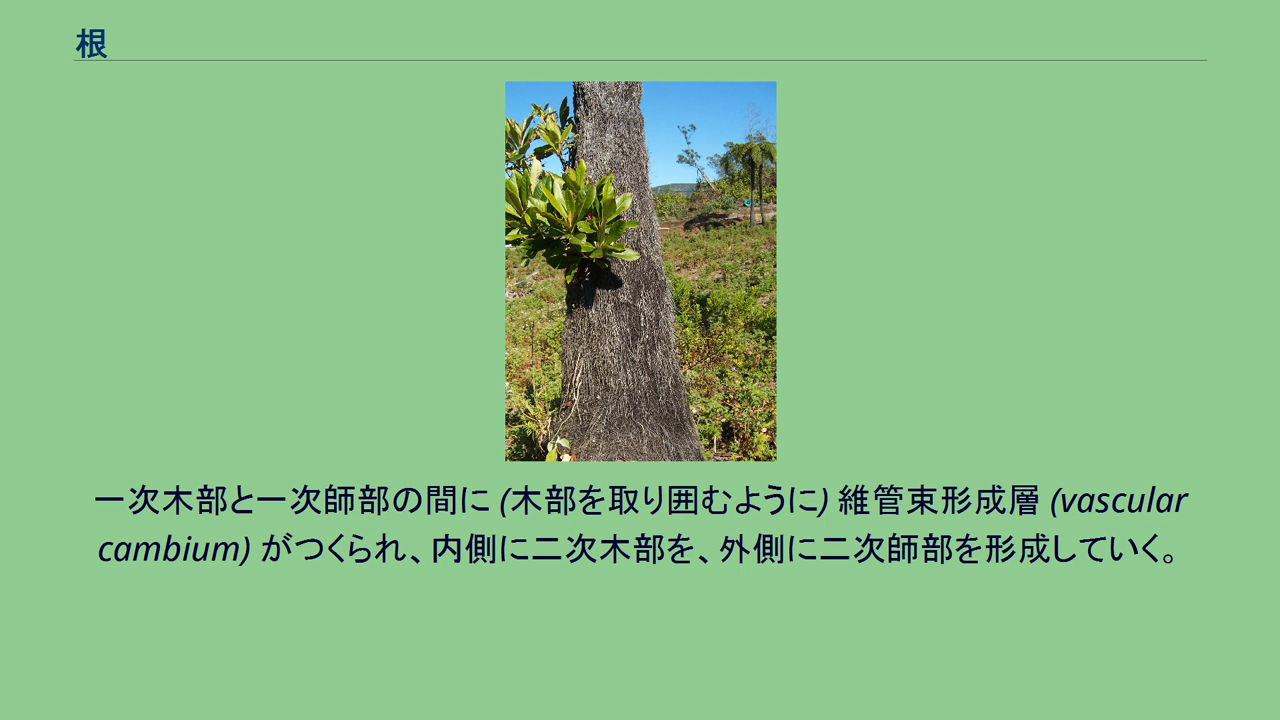 根
一次木部と一次師部の間に (木部を取り囲むように) 維管束形成層 (vascular
cambium) がつくられ、内側に二次木部を、外側に二次師部を形成していく。